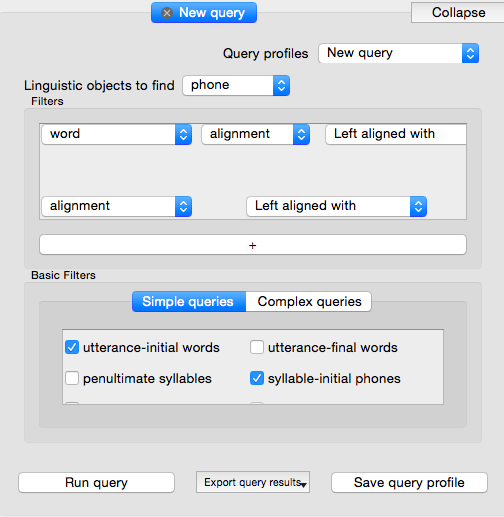 New query Collapse
Query profiles New query
Linguistic objects to find phone
Filters
word alignment Left aligned with
alignment Left aligned with
+
Basic Filters
Simple queries Complex queries
utterance-initial words utterance-final words
penultimate syllables syllable-initial phones
Run query Export query results Save query profile